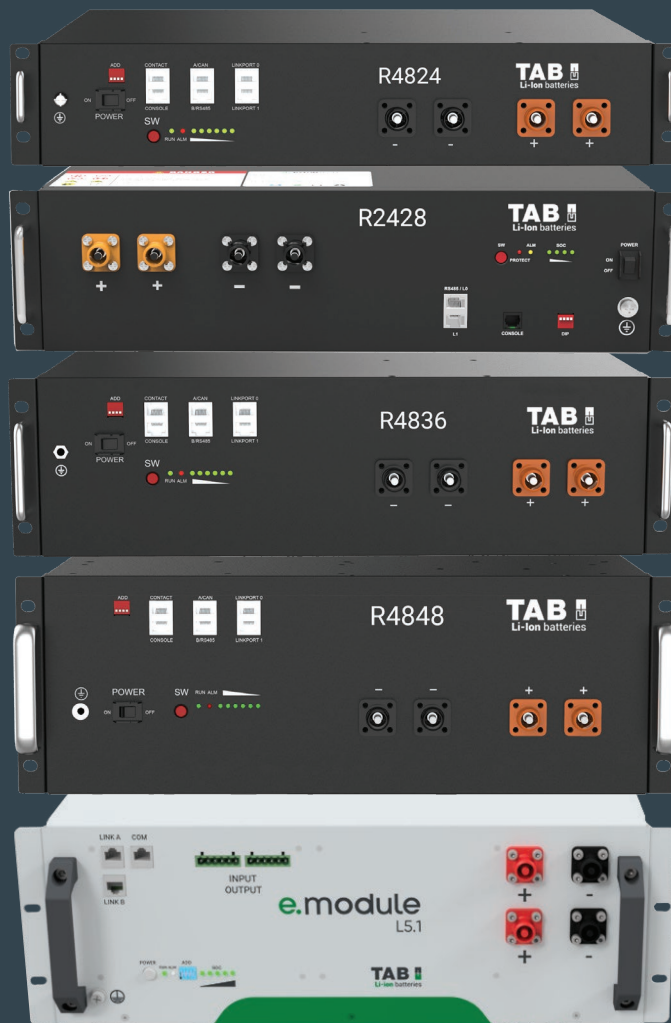 ADD
CONTACT
A/CAN
LINKPORT 0
ON
OFF
POWER
CONSOLE
B/RS485
LINKPORT 1
SW
RUN ALM
R4824
TAB
Li-Ion batteries
- - + +
R2428
TAB
Li-Ion batteries
+ + - -
SW
ALM
SOC
PROTECT
POWER
ON
OFF
RS485 / L0
L1
CONSOLE
DIP
ADD
CONTACT
A/CAN
LINKPORT 0
ON
OFF
POWER
CONSOLE
B/RS485
LINKPORT 1
SW
RUN ALM
R4836
TAB
Li-Ion batteries
- - + +
ADD
CONTACT
A/CAN
LINKPORT 0
CONSOLE
B/RS485
LINKPORT 1
R4848
TAB
Li-Ion batteries
POWER
ON
OFF
SW
RUN ALM
- - + +
LINK A
COM
LINK B
INPUT
OUTPUT
e.module
L5.1
+ -
+ -
POWER
RUN ALM
ADD
SOC
TAB
Li-Ion batteries